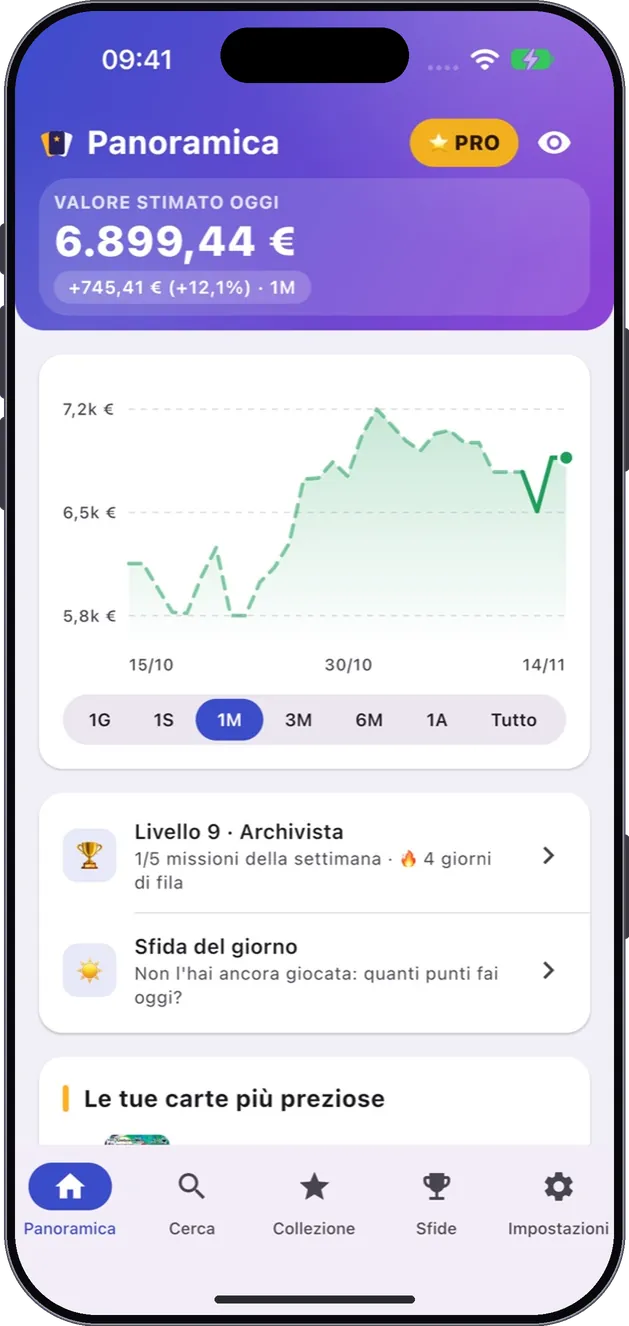 09:41
Panoramica
PRO
VALORE STIMATO OGGI
6.899,44 €
+745,41 € (+12,1%) · 1M
7,2k €
6,5k €
5,8k €
15/10 30/10 14/11
1G 1S 1M 3M 6M 1A Tutto
Livello 9 · Archivista
1/5 missioni della settimana · 🔥 4 giorni
di fila
Sfida del giorno
Non l'hai ancora giocata: quanti punti fai
oggi?
Le tue carte più preziose
Panoramica Cerca Collezione Sfide Impostazioni